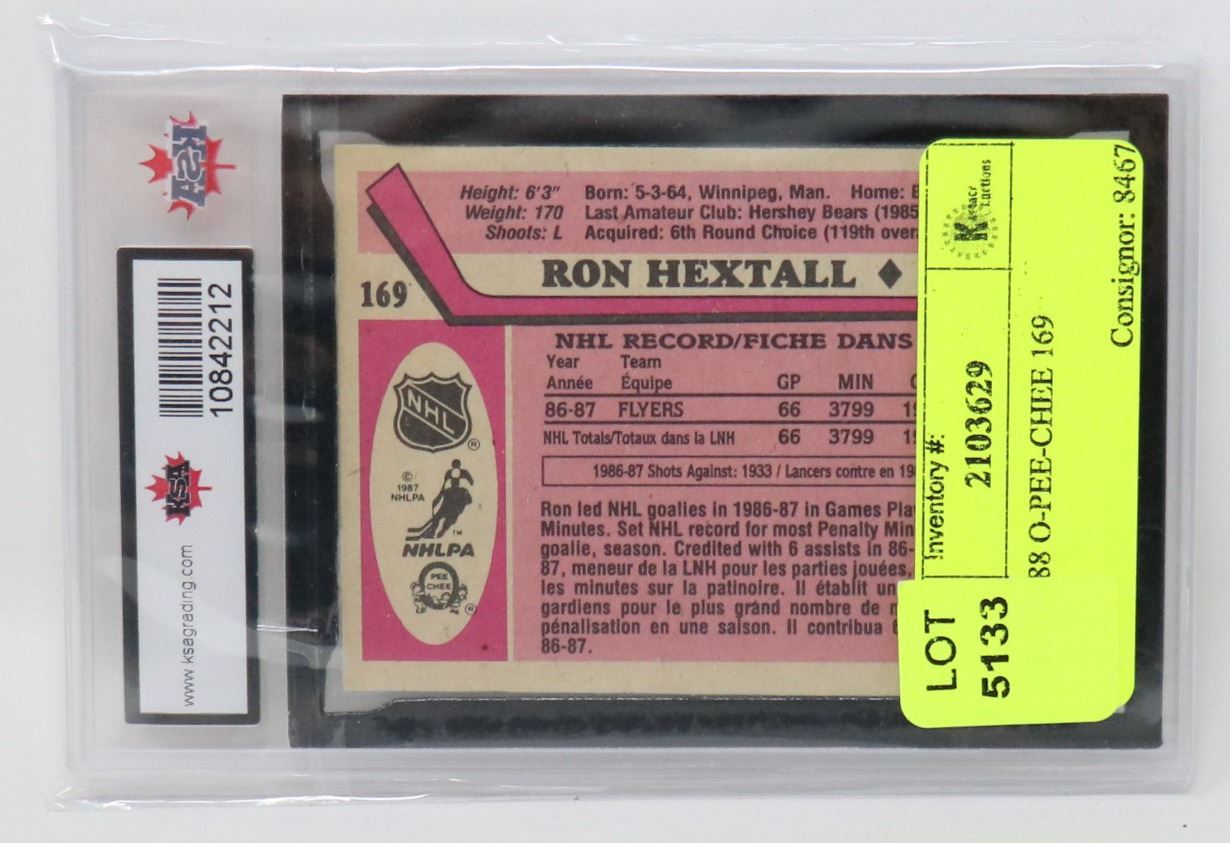 KSA
10842212
KSA
www.ksagrading.com
Height: 6'3" Born: 5-3-64, Winnipeg, Man. Home:
Weight: 170 Last Amateur Club: Hershey Bears (1985
Shoots: L Acquired: 6th Round Choice (119th over
169
RON HEXTALL ♦
NHL RECORD/FICHE DANS
Year Team
Année Équipe GP MIN
86-87 FLYERS 66 3799
NHL Totals/Totaux dans la LNH 66 3799
1986-87 Shots Against: 1933 / Lancers contre en 19
Ron led NHL goalies in 1986-87 in Games Pla
Minutes. Set NHL record for most Penalty Min
goalie, season. Credited with 6 assists in 86-
87, meneur de la LNH pour les parties jouées,
les minutes sur la patinoire. Il établit un
gardiens pour le plus grand nombre de
pénalisation en une saison. Il contribua
86-87.
NHL
®
©
1987
NHLPA
™
NHLPA
PEE
CHEE
®
Inventory #:
2103629
88 O-PEE-CHEE 169
Consignor: 8467
LOT
5133